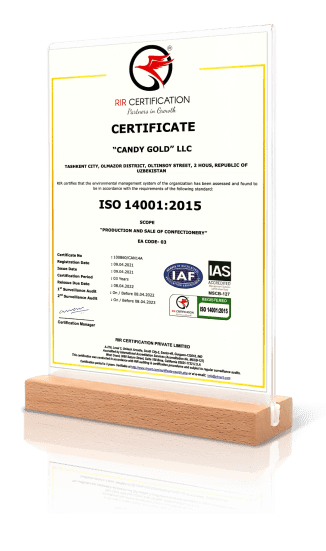 ®
RIR CERTIFICATION
Partners in Growth
CERTIFICATE
"CANDY GOLD" LLC
TASHKENT CITY, OLMAZOR DISTRICT, OLTINSOY STREET, 2 HOUS, REPUBLIC OF
UZBEKISTAN
RIR certifies that the environmental management system of the organization has been assessed and found to
be in accordance with the requirements of the following standard:
ISO 14001:2015
SCOPE
"PRODUCTION AND SALE OF CONFECTIONERY"
EA CODE- 03
Certificate No
Registration Date : 09.04.2021
Issue Date : 09.04.2021
Certification Period : 03 Years
Reissue Due Date : 08.04.2022
1st Surveillance Audit : On / Before 08.04.2022
2nd Surveillance Audit : On / Before 08.04.2023
Certification Manager
IAF
IAS
ACCREDITED
MSCB-127
RIR CERTIFICATION
REGISTERED
ISO 14001:2015
RIR CERTIFICATION PRIVATE LIMITED